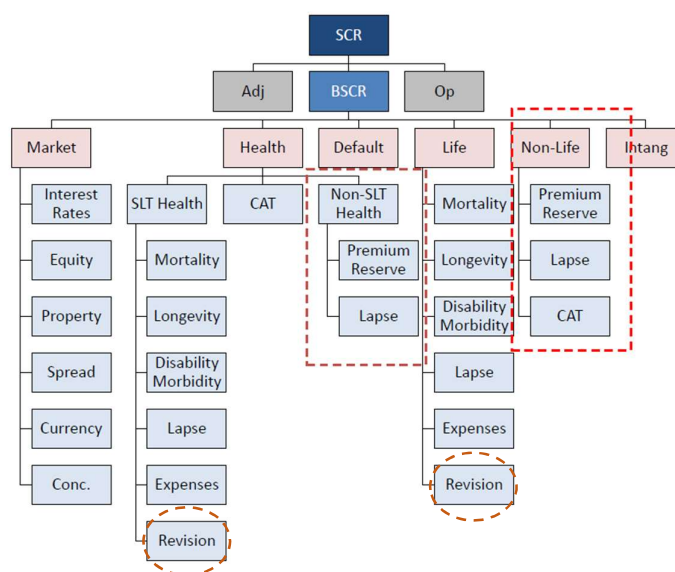 SCR
Adj
BSCR
Op
Market
Health
Default
Life
Non-Life
Intang
Interest
Rates
SLT Health
CAT
Non-SLT
Health
Mortality
Premium
Reserve
Equity
Mortality
Premium
Reserve
Longevity
Lapse
Property
Longevity
Lapse
Disability
Morbidity
CAT
Spread
Disability
Morbidity
Lapse
Currency
Lapse
Expenses
Conc.
Expenses
Revision
Revision